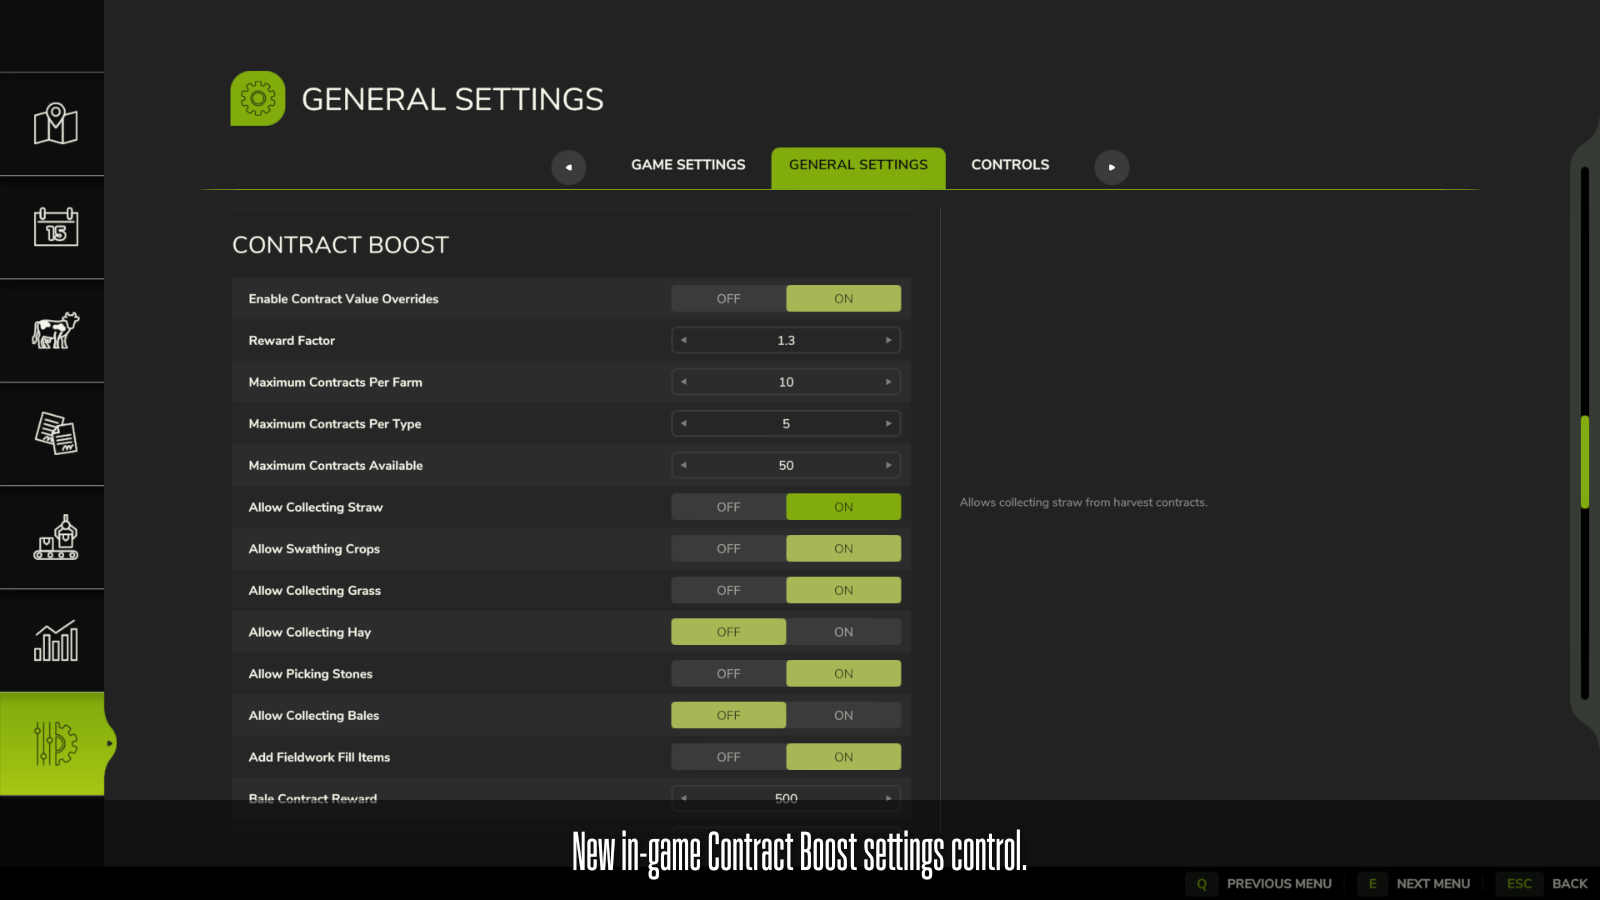 GENERAL SETTINGS
GAME SETTINGS GENERAL SETTINGS CONTROLS
15
CONTRACT BOOST
Enable Contract Value Overrides OFF ON
Reward Factor 1.3
Maximum Contracts Per Farm 10
Maximum Contracts Per Type 5
Maximum Contracts Available 50
Allow Collecting Straw OFF ON
Allows collecting straw from harvest contracts.
Allow Swathing Crops OFF ON
Allow Collecting Grass OFF ON
Allow Collecting Hay OFF ON
Allow Picking Stones OFF ON
Allow Collecting Bales OFF ON
Add Fieldwork Fill Items OFF ON
Bale Contract Reward 500
New in-game Contract Boost settings control.
Q PREVIOUS MENU E NEXT MENU ESC BACK